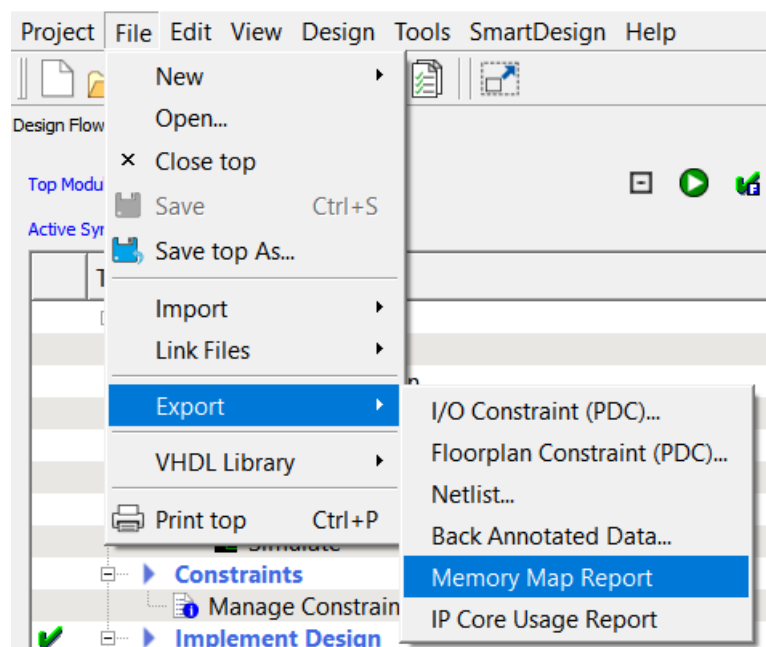 Project File Edit View Design Tools SmartDesign Help
New
Design Flow
Open...
Close top
Top Modu
Save Ctrl+S
Active Syn
Save top As...
Import
Link Files
Export
I/O Constraint (PDC)...
Floorplan Constraint (PDC)...
VHDL Library
Netlist...
Print top Ctrl+P
Back Annotated Data...
Constraints
Memory Map Report
Manage Constrain
IP Core Usage Report
Implement Design